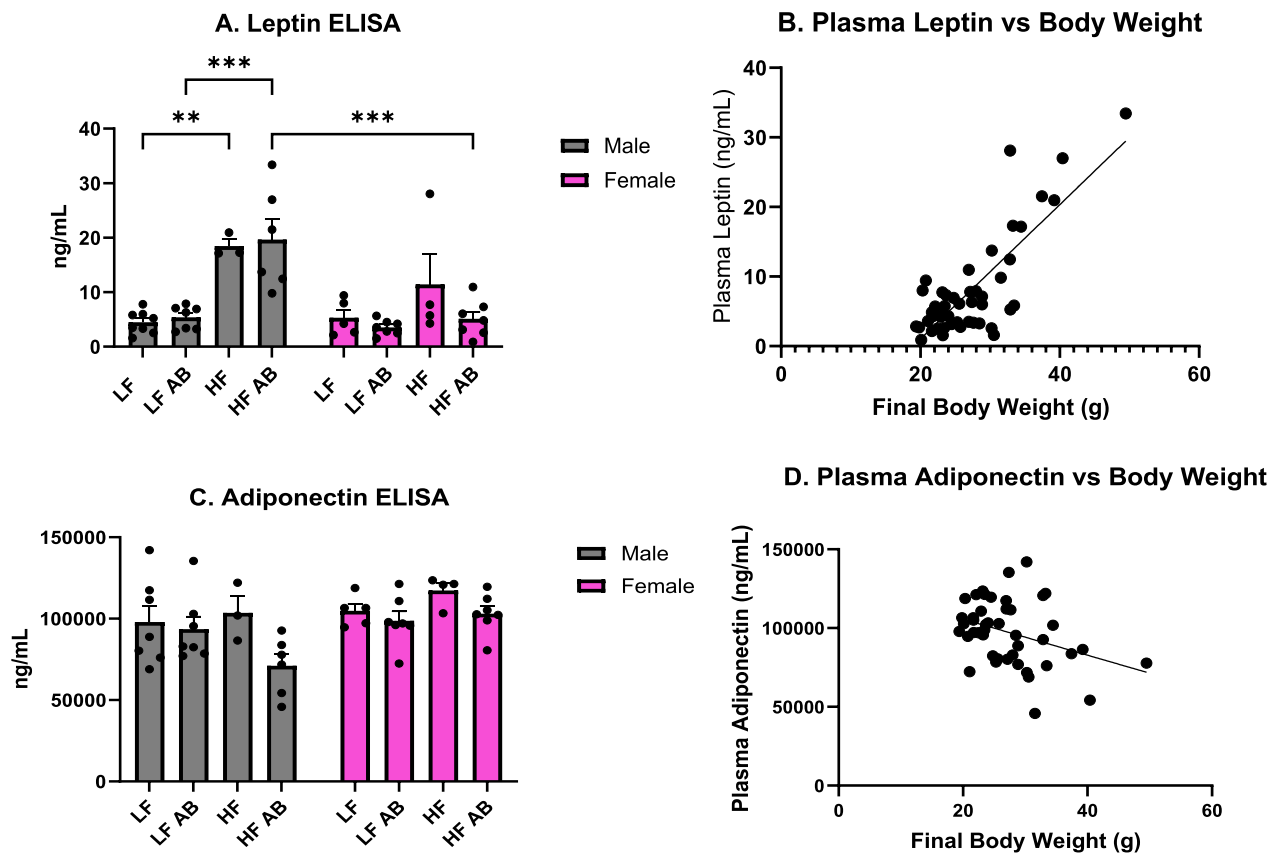 A. Leptin ELISA
***
**
***
40
30
20
10
0
ng/mL
LF
LF AB
HF
HF AB
LF
LF AB
HF
HF AB
Male
Female
B. Plasma Leptin vs Body Weight
40
30
20
10
0
Plasma Leptin (ng/mL)
0
20
40
60
Final Body Weight (g)
C. Adiponectin ELISA
150000
100000
50000
0
ng/mL
LF
LF AB
HF
HF AB
LF
LF AB
HF
HF AB
Male
Female
D. Plasma Adiponectin vs Body Weight
150000
100000
50000
0
Plasma Adiponectin (ng/mL)
0
20
40
60
Final Body Weight (g)